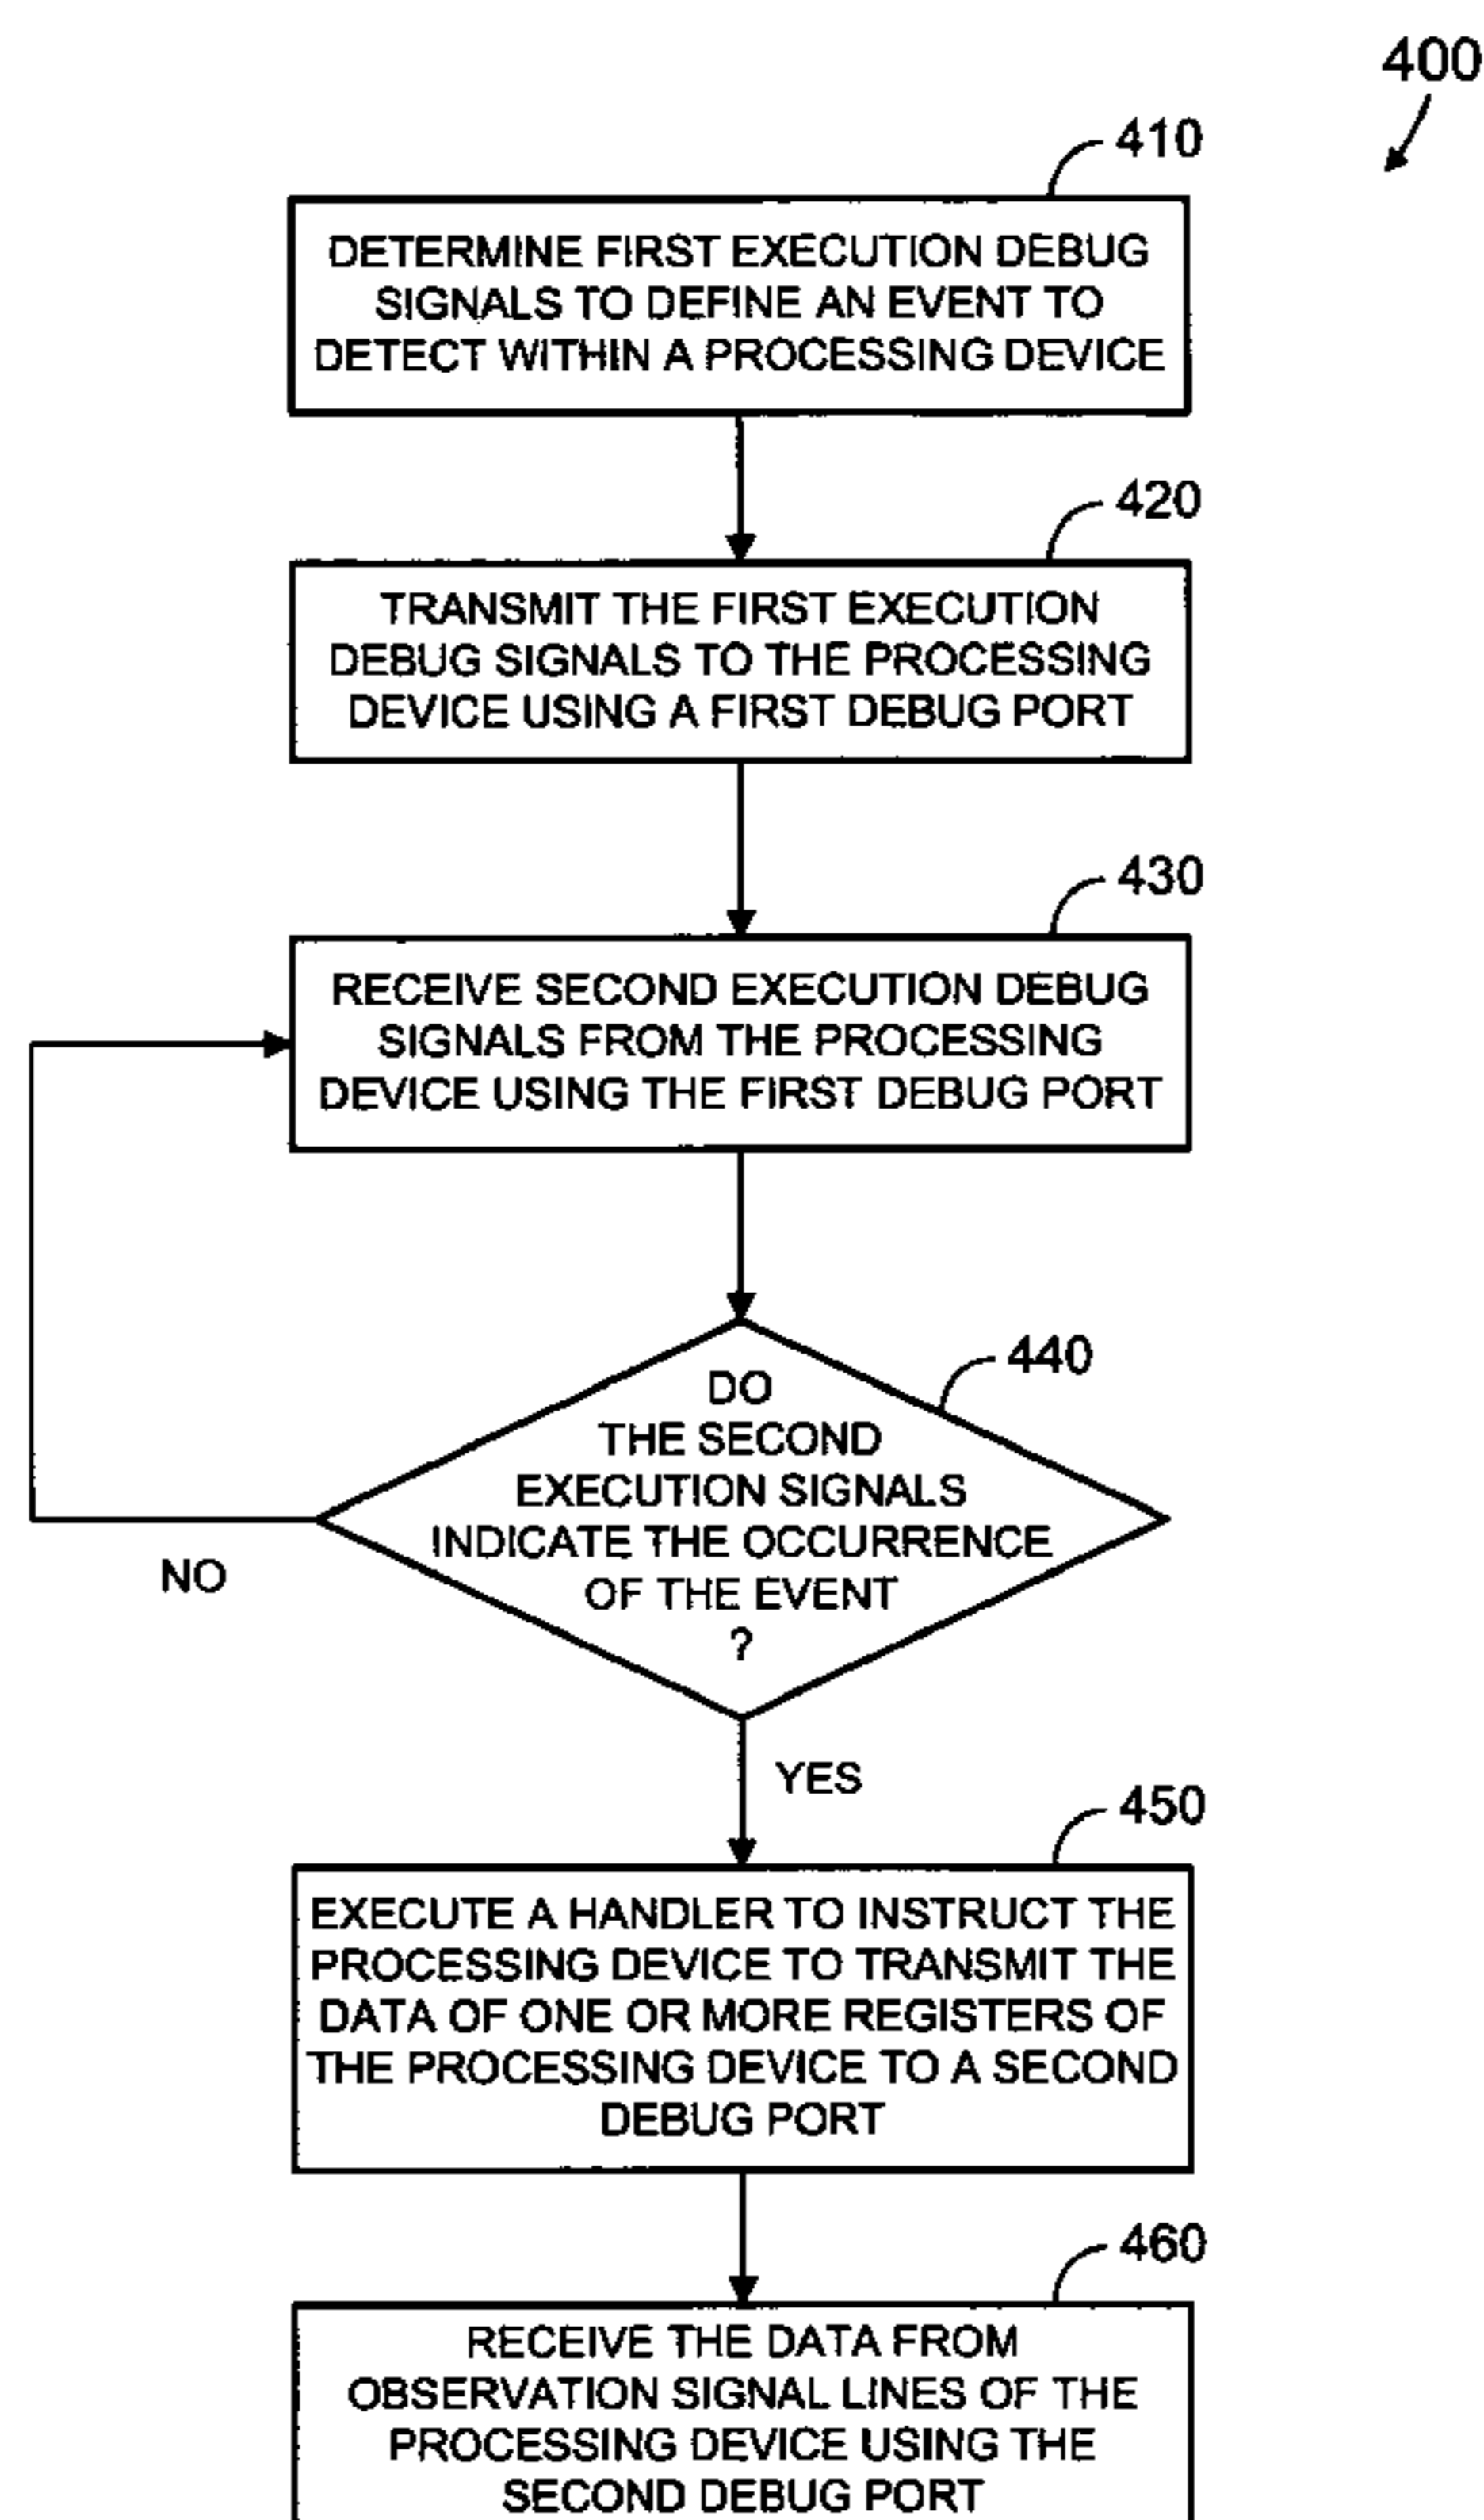 400
410
DETERMINE FIRST EXECUTION DEBUG
SIGNALS TO DEFINE AN EVENT TO
DETECT WITHIN A PROCESSING DEVICE
420
TRANSMIT THE FIRST EXECUTION
DEBUG SIGNALS TO THE PROCESSING
DEVICE USING A FIRST DEBUG PORT
430
RECEIVE SECOND EXECUTION DEBUG
SIGNALS FROM THE PROCESSING
DEVICE USING THE FIRST DEBUG PORT
440
DO
THE SECOND
EXECUTION SIGNALS
INDICATE THE OCCURRENCE
OF THE EVENT
?
NO
YES
450
EXECUTE A HANDLER TO INSTRUCT THE
PROCESSING DEVICE TO TRANSMIT THE
DATA OF ONE OR MORE REGISTERS OF
THE PROCESSING DEVICE TO A SECOND
DEBUG PORT
460
RECEIVE THE DATA FROM
OBSERVATION SIGNAL LINES OF THE
PROCESSING DEVICE USING THE
SECOND DEBUG PORT